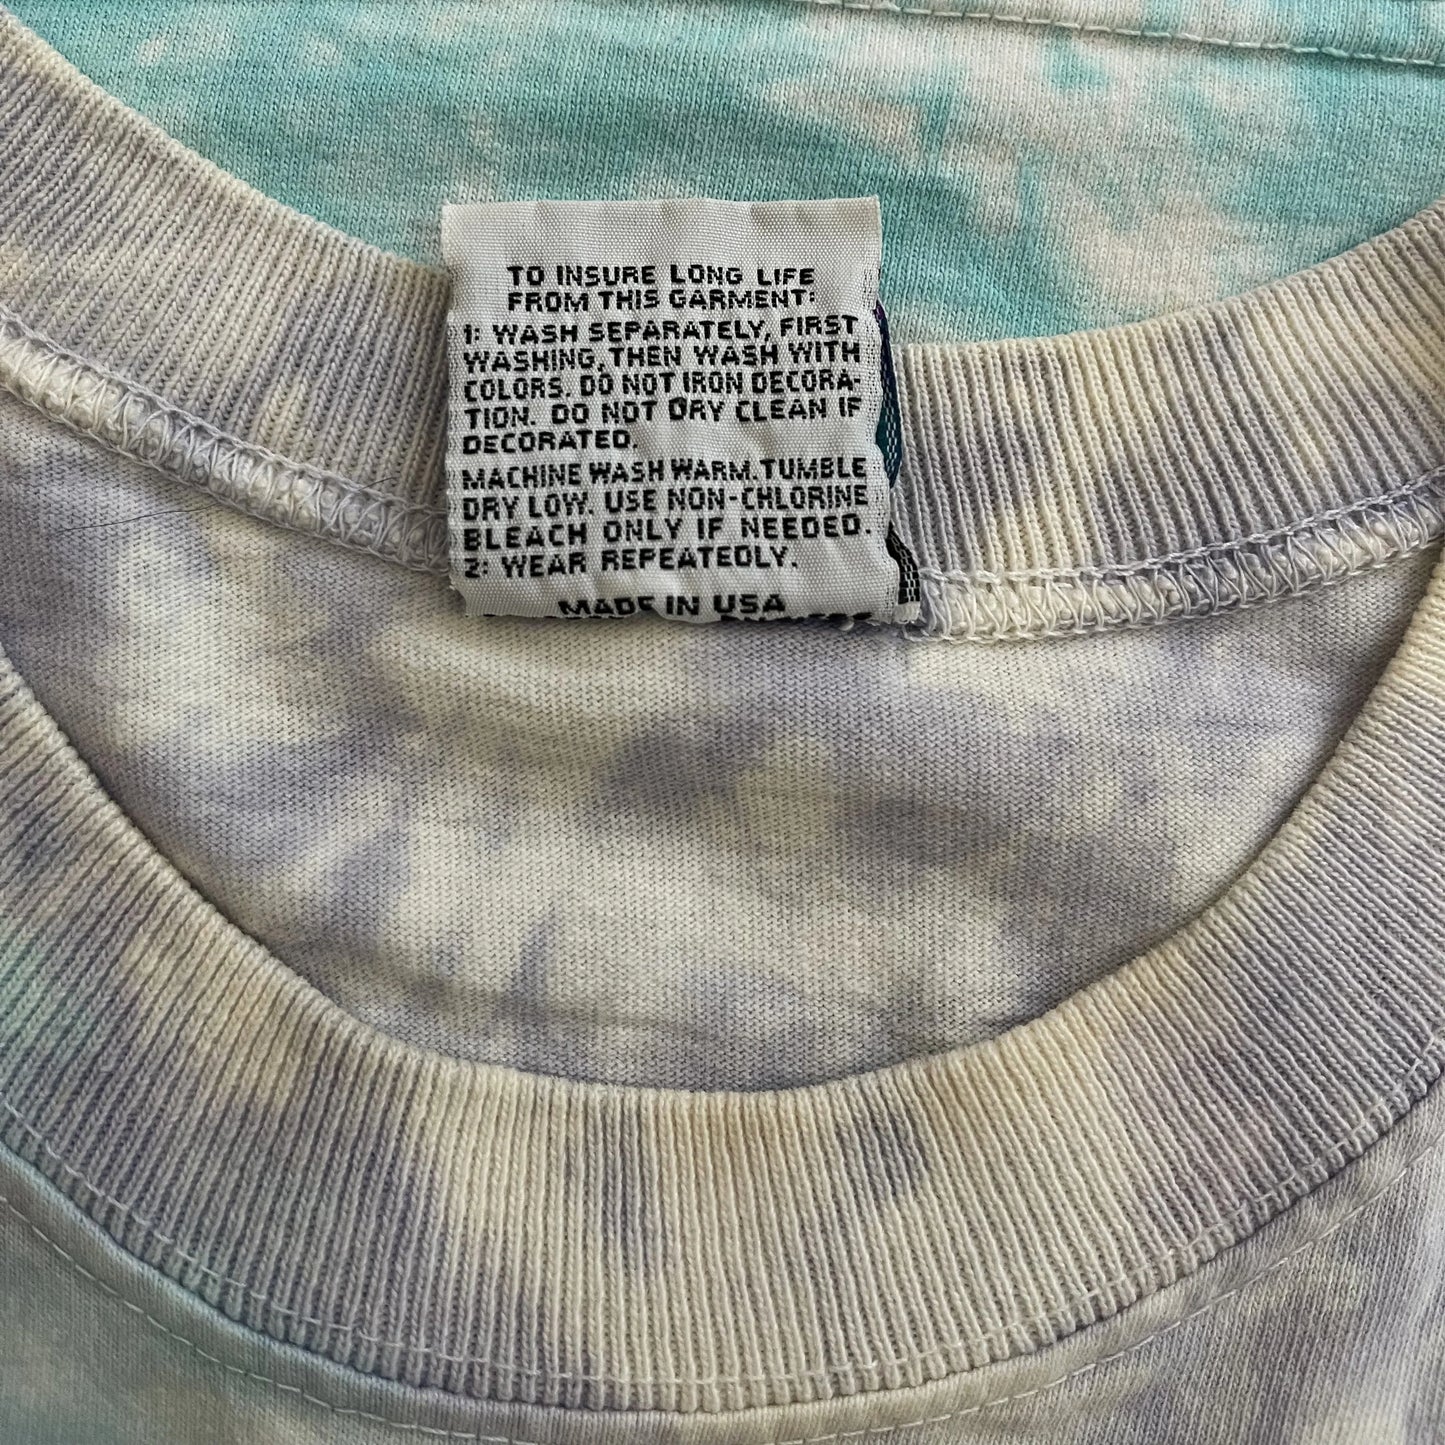 TO INSURE LONG LIFE
FROM THIS GARMENT:
1: WASH SEPARATELY, FIRST
WASHING, THEN WASH WITH
COLORS. DO NOT IRON DECORA-
TION. DO NOT DRY CLEAN IF
DECORATED.
MACHINE WASH WARM. TUMBLE
DRY LOW. USE NON-CHLORINE
BLEACH ONLY IF NEEDED.
2: WEAR REPEATEDLY.
MADE IN USA